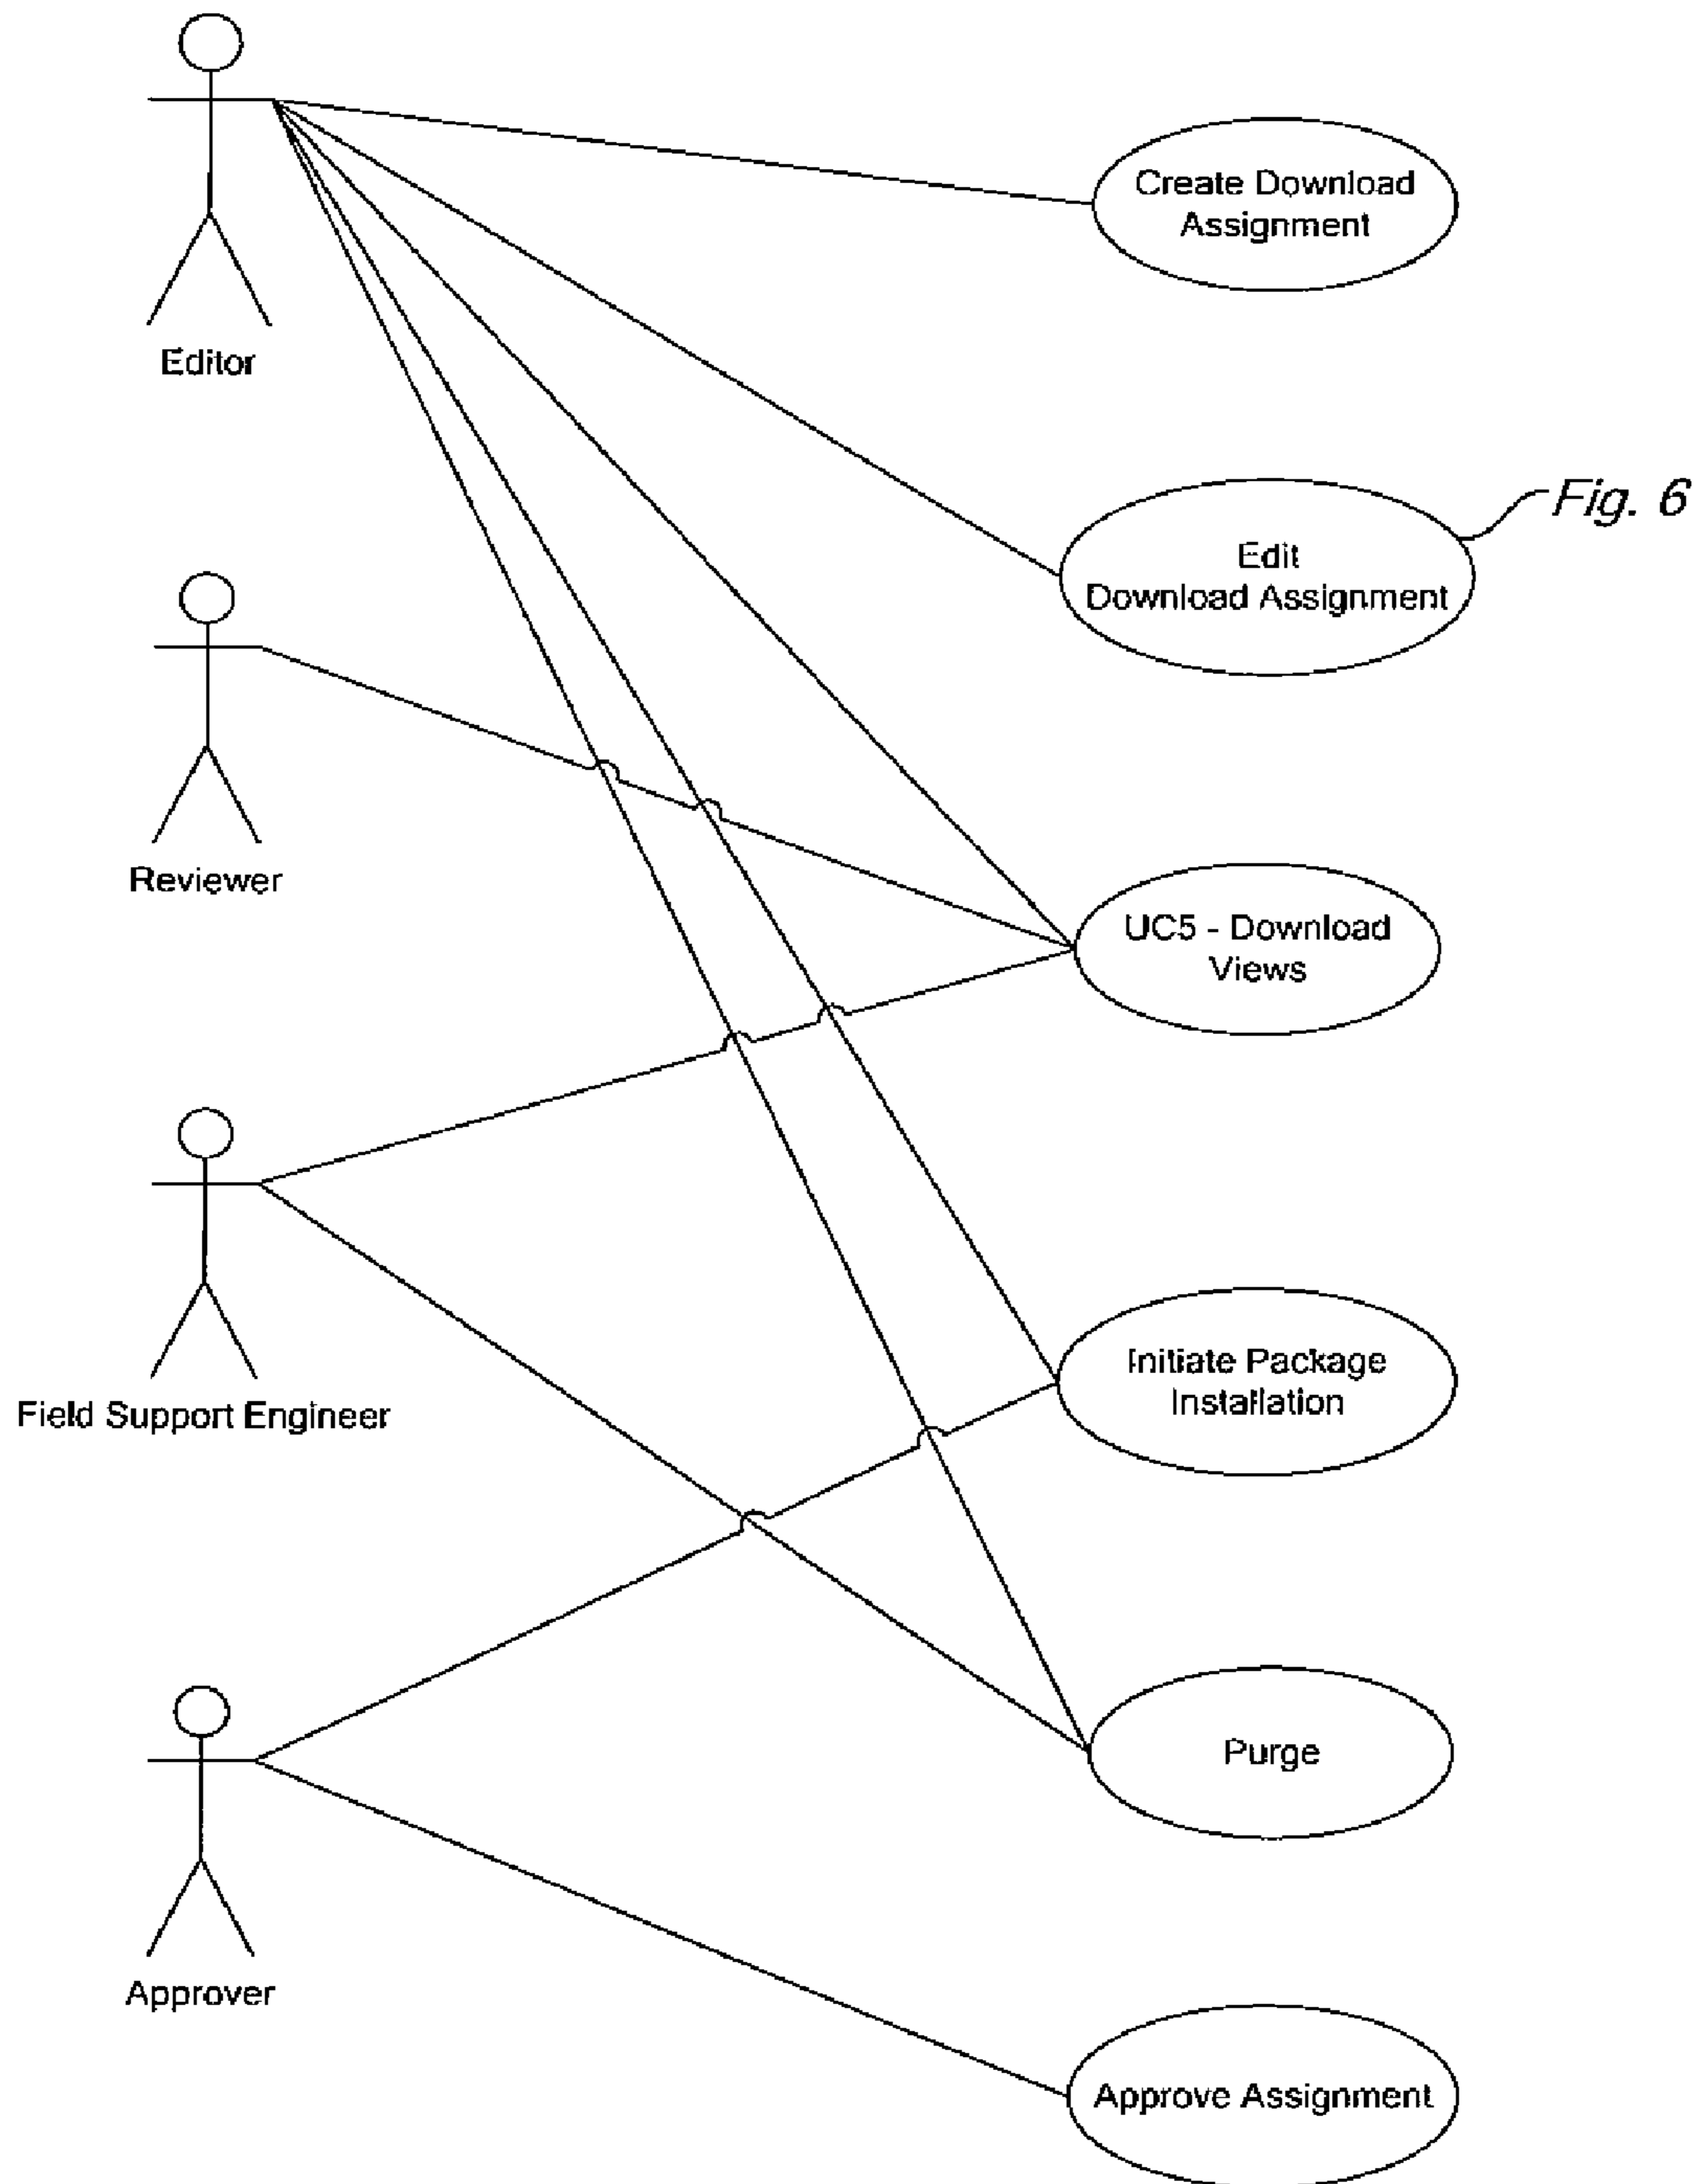 Create Download
Assignment
Editor
Fig. 6
Edit
Download Assignment
Reviewer
UC5 - Download
Views
Field Support Engineer
Initiate Package
Installation
Purge
Approver
Approve Assignment